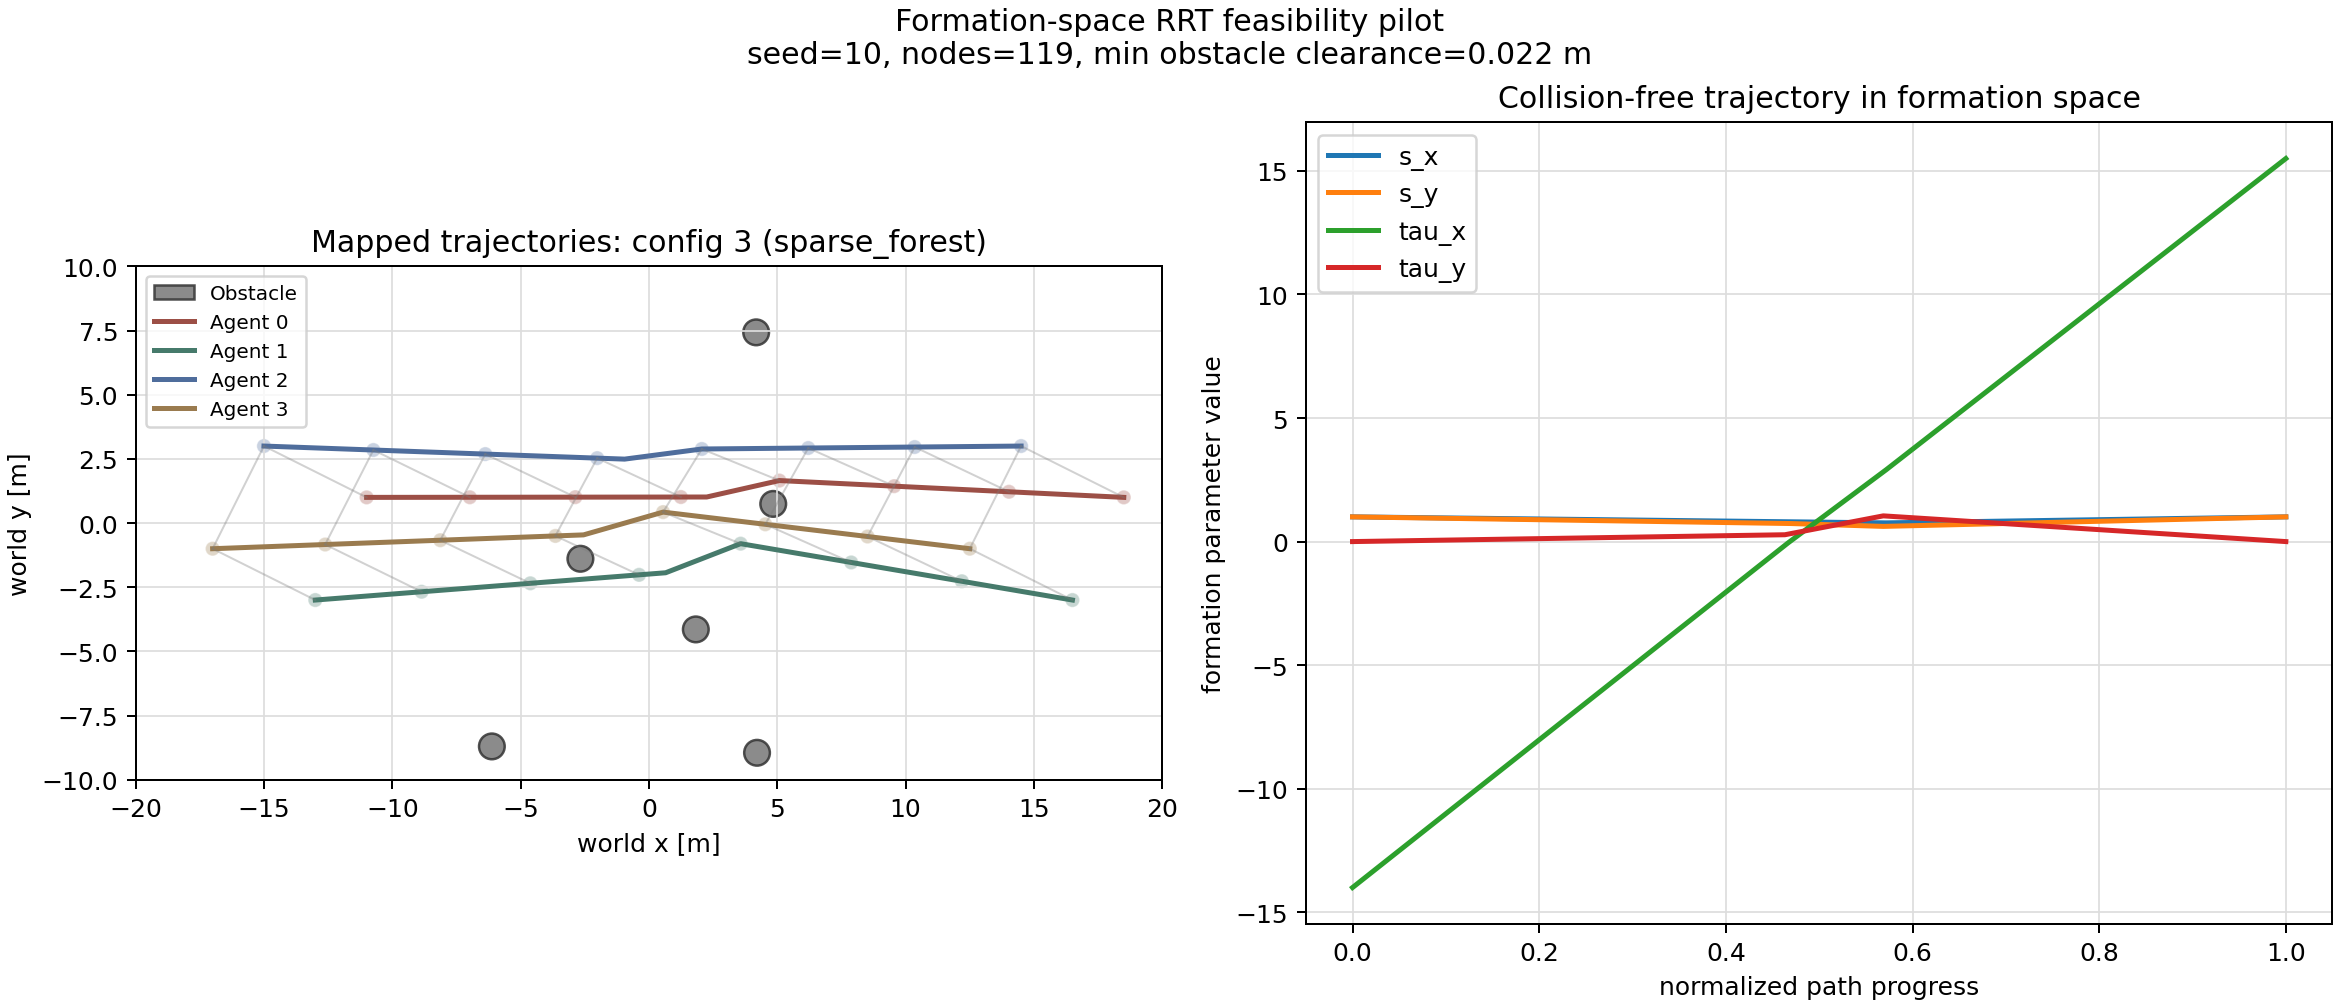 Formation-space RRT feasibility pilot
seed=10, nodes=119, min obstacle clearance=0.022 m
Mapped trajectories: config 3 (sparse_forest)
Obstacle
Agent 0
Agent 1
Agent 2
Agent 3
10.0
7.5
5.0
2.5
0.0
−2.5
−5.0
−7.5
−10.0
world y [m]
−20 −15 −10 −5 0 5 10 15 20
world x [m]
Collision-free trajectory in formation space
s_x
s_y
tau_x
tau_y
15
10
5
0
−5
−10
−15
formation parameter value
0.0 0.2 0.4 0.6 0.8 1.0
normalized path progress